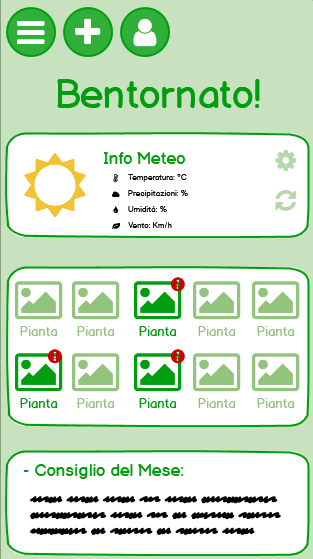 Bentornato!
Info Meteo
Temperatura: °C
Precipitazioni: %
Umidità: %
Vento: Km/h
Pianta Pianta Pianta Pianta Pianta
Pianta Pianta Pianta Pianta Pianta
- Consiglio del Mese: